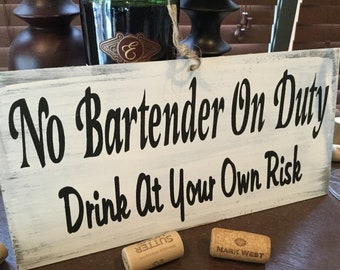 E
No Bartender On Duty
Drink At Your Own Risk
SUTTER
MARK WEST